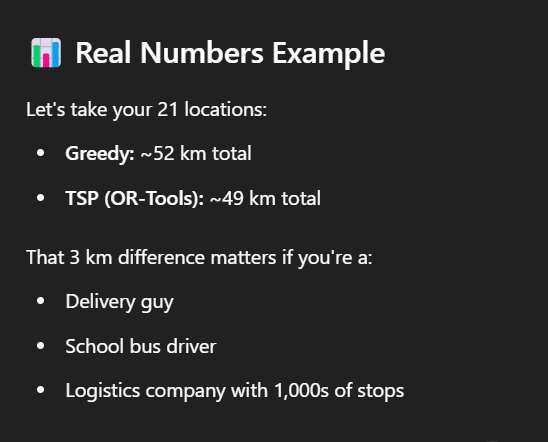 📊 Real Numbers Example
Let's take your 21 locations:
• Greedy: ~52 km total
• TSP (OR-Tools): ~49 km total
That 3 km difference matters if you're a:
• Delivery guy
• School bus driver
• Logistics company with 1,000s of stops